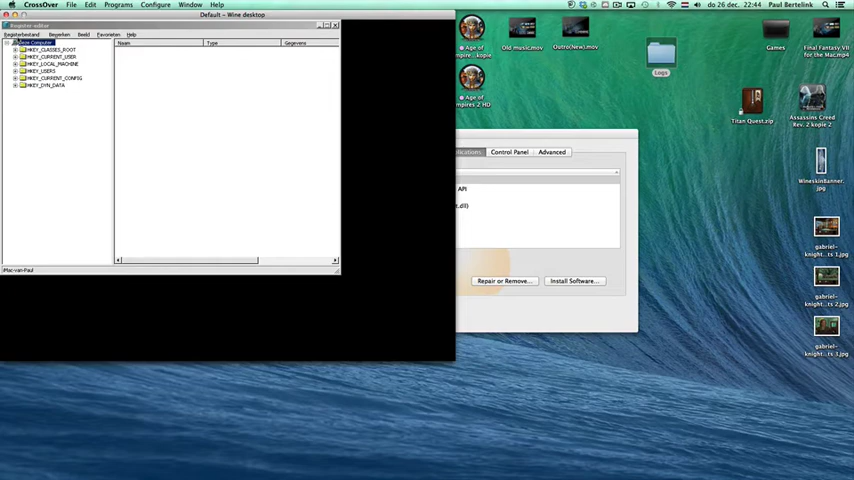 CrossOver File Edit Programs Configure Window Help
do 26 dec. 22:44 Paul Bertelink
Default – Wine desktop
Register-editor
Registerbestand Bewerken Beeld Favorieten Help
Deze Computer
HKEY_CLASSES_ROOT
HKEY_CURRENT_USER
HKEY_LOCAL_MACHINE
HKEY_USERS
HKEY_CURRENT_CONFIG
HKEY_DYN_DATA
Naam Type Gegevens
iMac-van-Paul
Control Panel Advanced
API
t.dll)
Repair or Remove... Install Software...
Age of
kopie
Old music.mov
Outro(New).mov
Age of
mpires 2 HD
Logs
Games
Final Fantasy VII
for the Mac.mp4
Titan Quest.zip
Assassins Creed
Rev. 2 kopie 2
WineskinBanner.
jpg
gabriel-
knight...ts 1.jpg
gabriel-
knight...ts 2.jpg
gabriel-
knight...ts 3.jpg